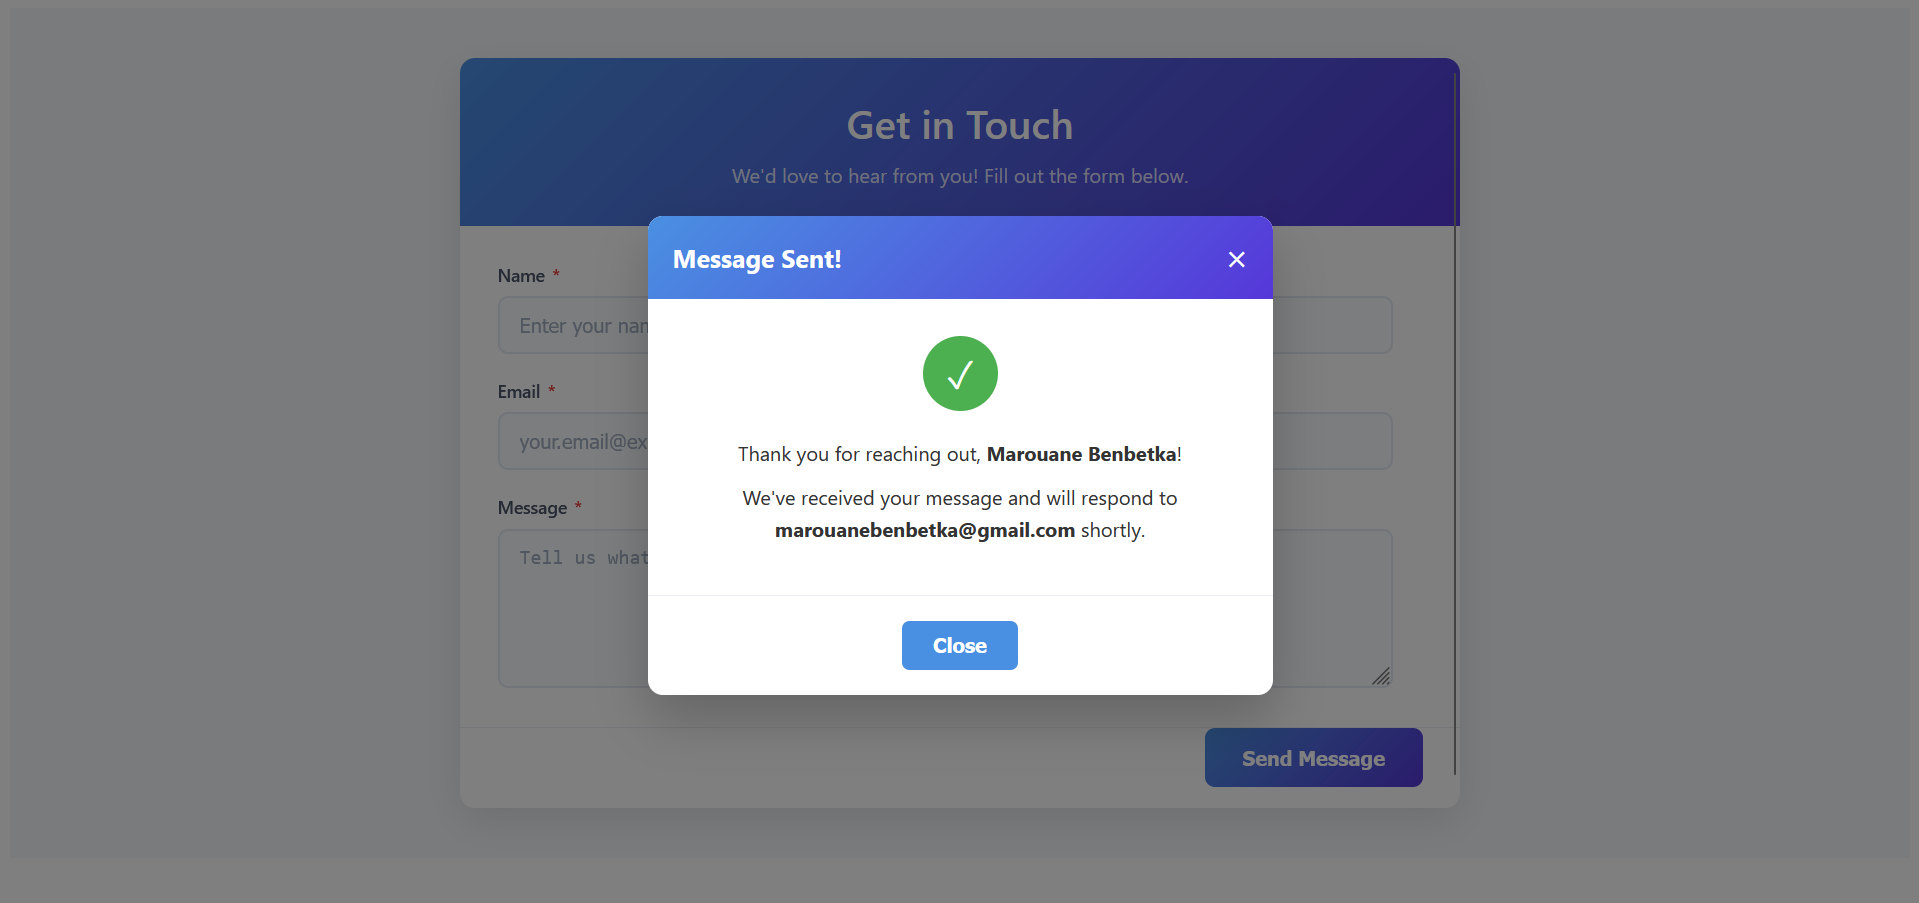 Get in Touch
We'd love to hear from you! Fill out the form below.
Message Sent!
Name *
Enter your nam
Email *
your.email@ex
Message *
Tell us what
Thank you for reaching out, Marouane Benbetka!
We've received your message and will respond to
marouanebenbetka@gmail.com shortly.
Close
Send Message